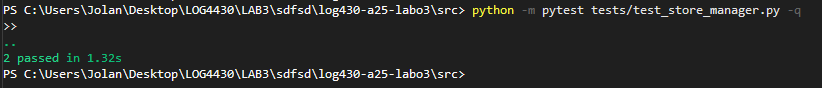 PS C:\Users\Jolan\Desktop\LOG4430\LAB3\sdfsd\log430-a25-labo3\src> python -m pytest tests/test_store_manager.py -q
>>
..
2 passed in 1.32s
PS C:\Users\Jolan\Desktop\LOG4430\LAB3\sdfsd\log430-a25-labo3\src>